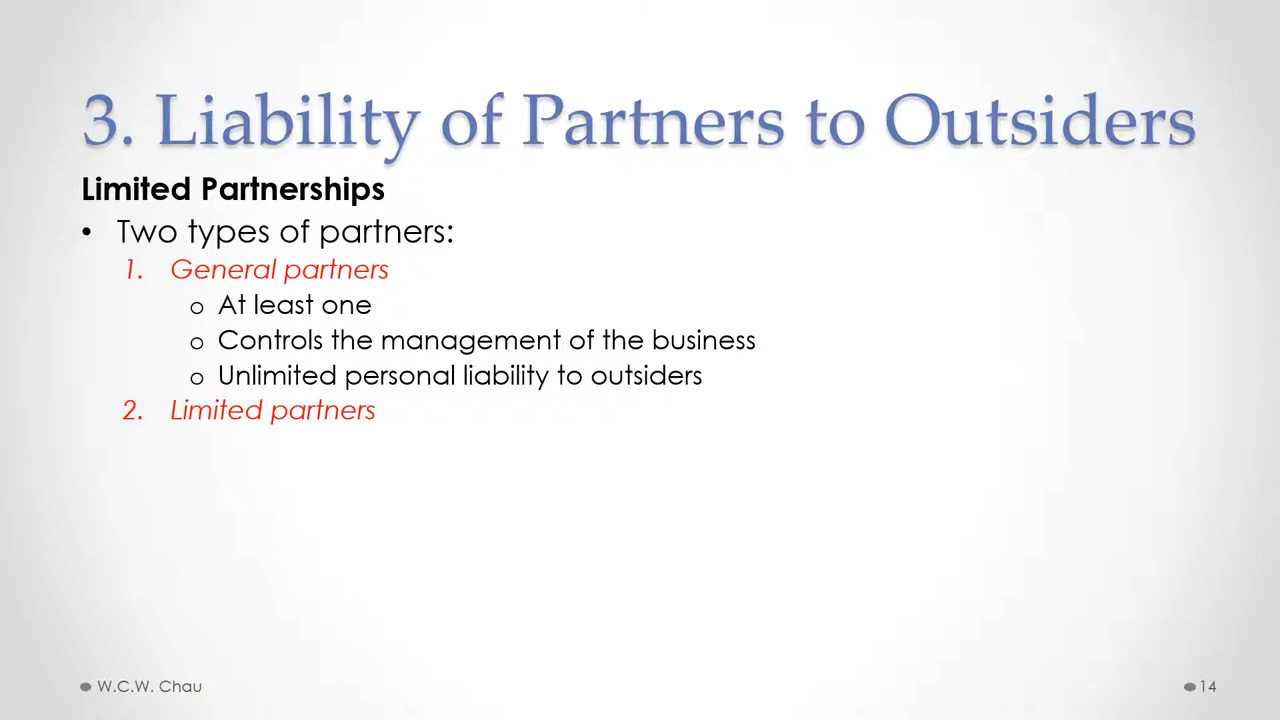 3. Liability of Partners to Outsiders
Limited Partnerships
• Two types of partners:
1. General partners
o At least one
o Controls the management of the business
o Unlimited personal liability to outsiders
2. Limited partners
W.C.W. Chau
14